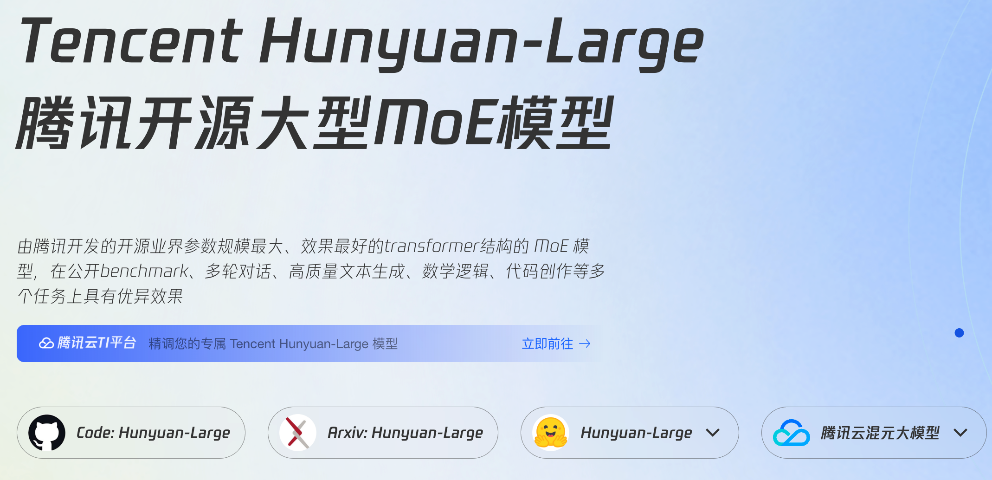 Tencent Hunyuan-Large
腾讯开源大型MoE模型
由腾讯开发的开源业界参数规模最大、效果最好的transformer结构的 MoE 模
型，在公开benchmark、多轮对话、高质量文本生成、数学逻辑、代码创作等多
个任务上具有优异效果
腾讯云TI平台 精调您的专属 Tencent Hunyuan-Large 模型 立即前往 →
Code: Hunyuan-Large Arxiv: Hunyuan-Large Hunyuan-Large 腾讯云混元大模型